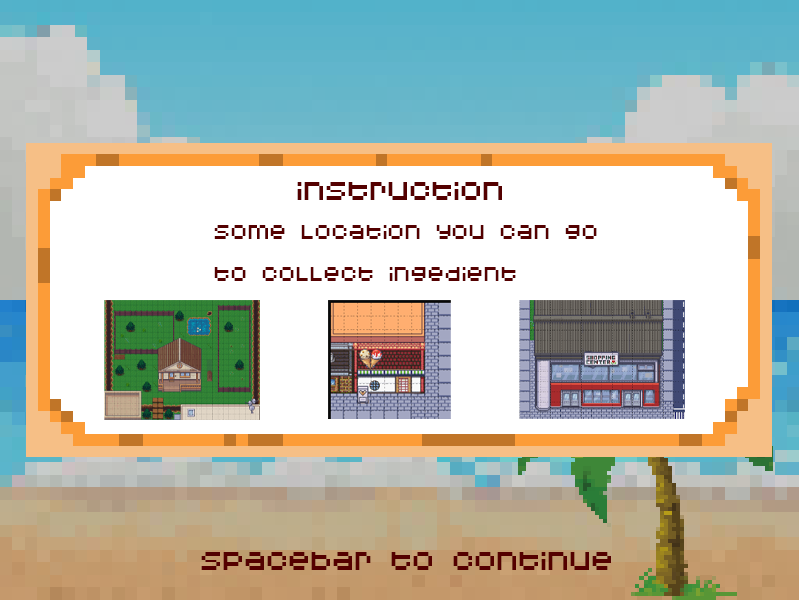 instruction
some Location you can go
to collect ingedient
SHOPPING
CENTER
spacebar to continue